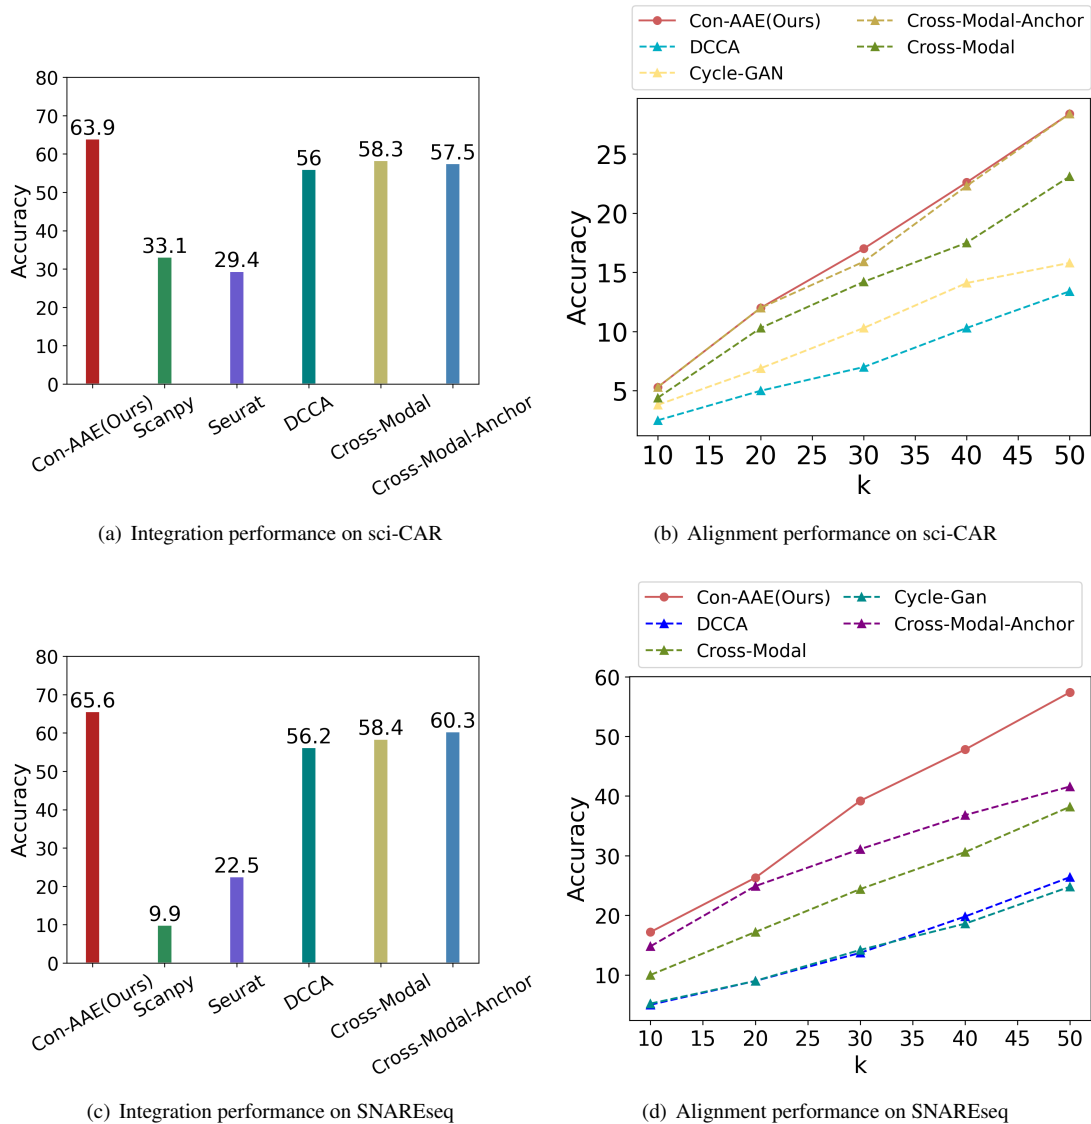 80
70
60
50
40
30
20
10
0
Accuracy
63.9
33.1
29.4
56
58.3
57.5
Con-AAE(Ours)
Scanpy
Seurat
DCCA
Cross-Modal
Cross-Modal-Anchor
(a) Integration performance on sci-CAR
Con-AAE(Ours)
DCCA
Cycle-GAN
Cross-Modal-Anchor
Cross-Modal
25
20
15
10
5
Accuracy
10 15 20 25 30 35 40 45 50
k
(b) Alignment performance on sci-CAR
80
70
60
50
40
30
20
10
0
Accuracy
65.6
9.9
22.5
56.2
58.4
60.3
Con-AAE(Ours)
Scanpy
Seurat
DCCA
Cross-Modal
Cross-Modal-Anchor
(c) Integration performance on SNAREseq
Con-AAE(Ours)
DCCA
Cross-Modal
Cycle-Gan
Cross-Modal-Anchor
60
50
40
30
20
10
Accuracy
10 15 20 25 30 35 40 45 50
k
(d) Alignment performance on SNAREseq